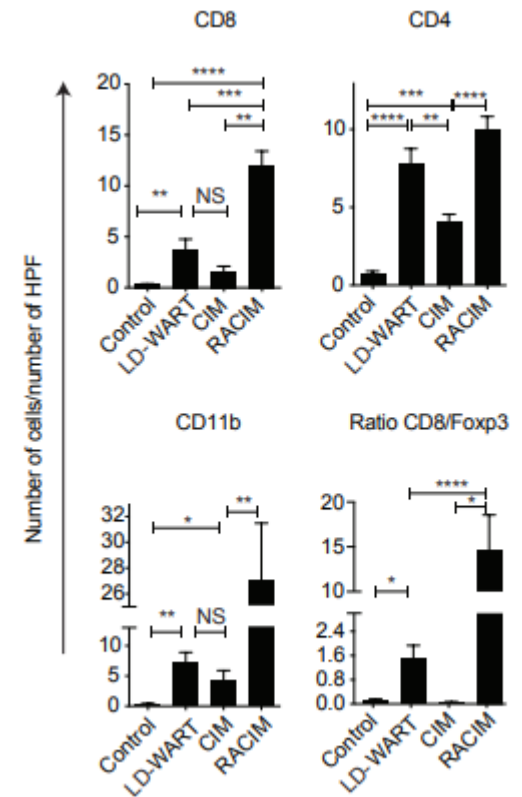 CD8
CD4
Number of cells/number of HPF
20
15
10
5
0
****
***
**
**
NS
Control
LD-WART
CIM
RACIM
10
5
0
***
****
****
**
Control
LD-WART
CIM
RACIM
CD11b
Ratio CD8/Foxp3
32
30
28
26
10
5
0
**
*
**
NS
Control
LD-WART
CIM
RACIM
20
15
10
2.4
1.6
0.8
0.0
****
*
*
Control
LD-WART
CIM
RACIM